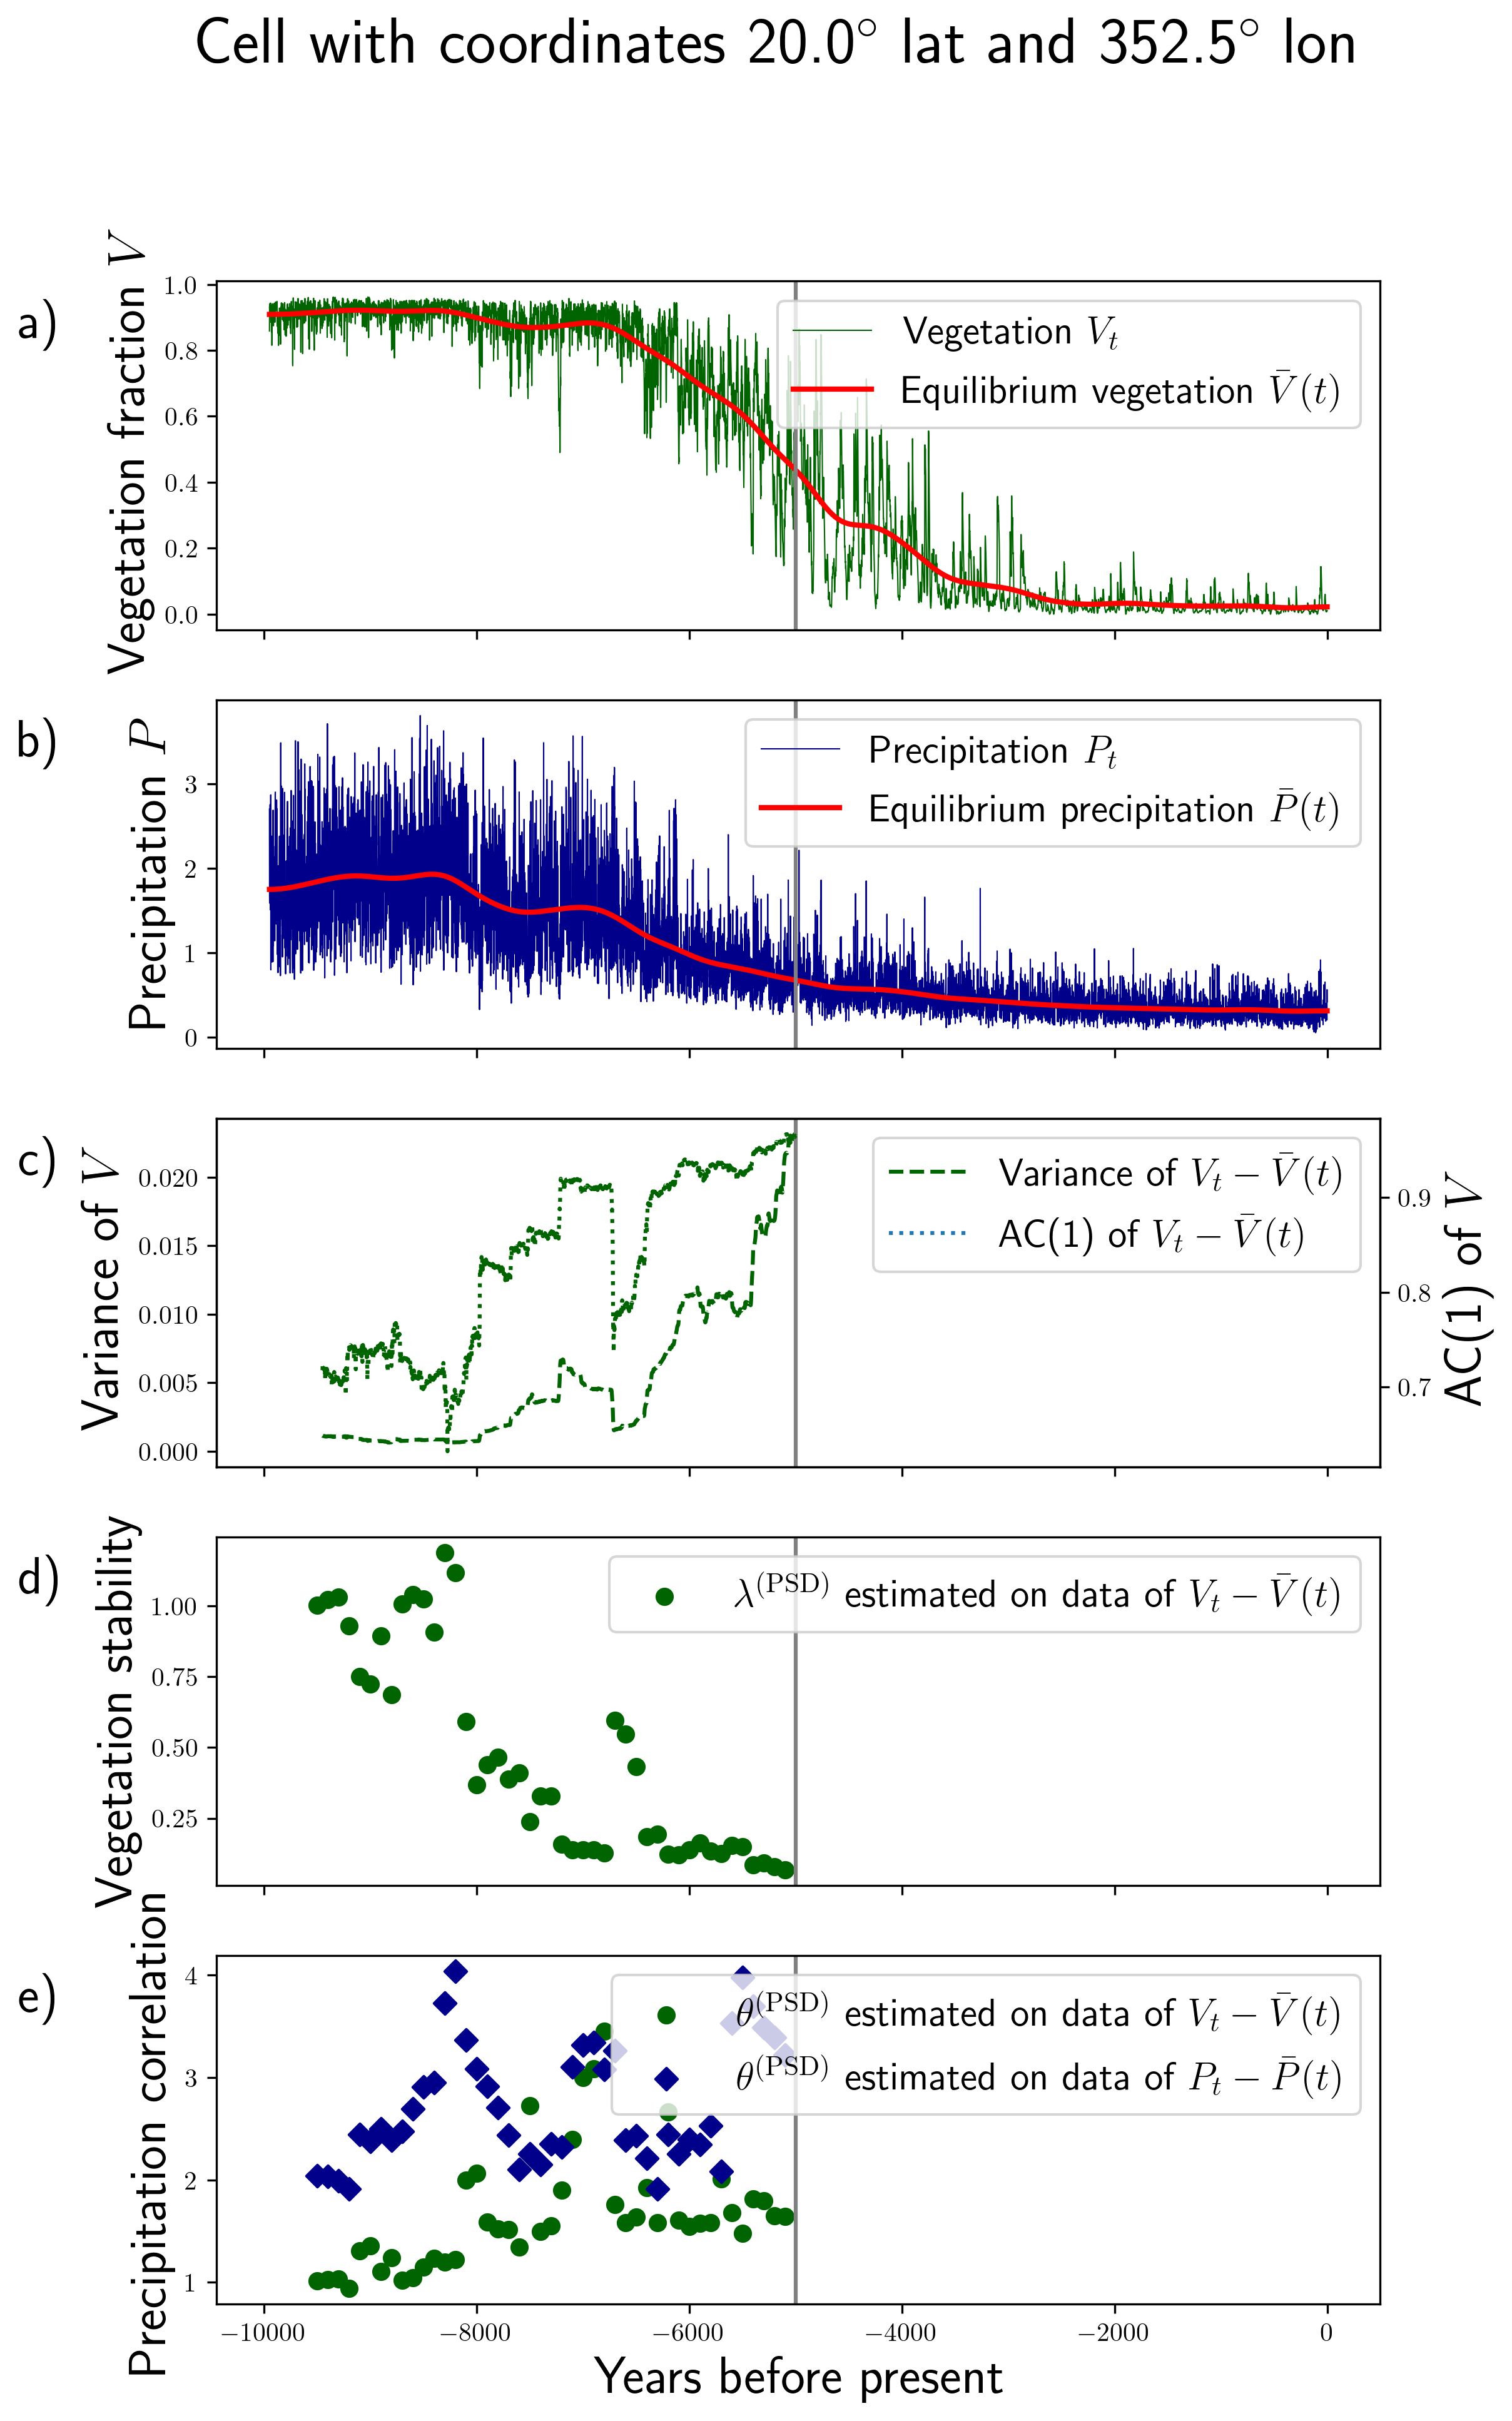 Cell with coordinates 20.0° lat and 352.5° lon
a)
Vegetation fraction V
1.0
0.8
0.6
0.4
0.2
0.0
Vegetation V_t
Equilibrium vegetation V̄(t)
b)
Precipitation P
3
2
1
0
Precipitation P_t
Equilibrium precipitation P̄(t)
c)
Variance of V
0.020
0.015
0.010
0.005
0.000
Variance of V_t − V̄(t)
AC(1) of V_t − V̄(t)
0.9
0.8
0.7
AC(1) of V
d)
Vegetation stability
1.00
0.75
0.50
0.25
λ^(PSD) estimated on data of V_t − V̄(t)
e)
Precipitation correlation
4
3
2
1
θ^(PSD) estimated on data of V_t − V̄(t)
θ^(PSD) estimated on data of P_t − P̄(t)
−10000 −8000 −6000 −4000 −2000 0
Years before present